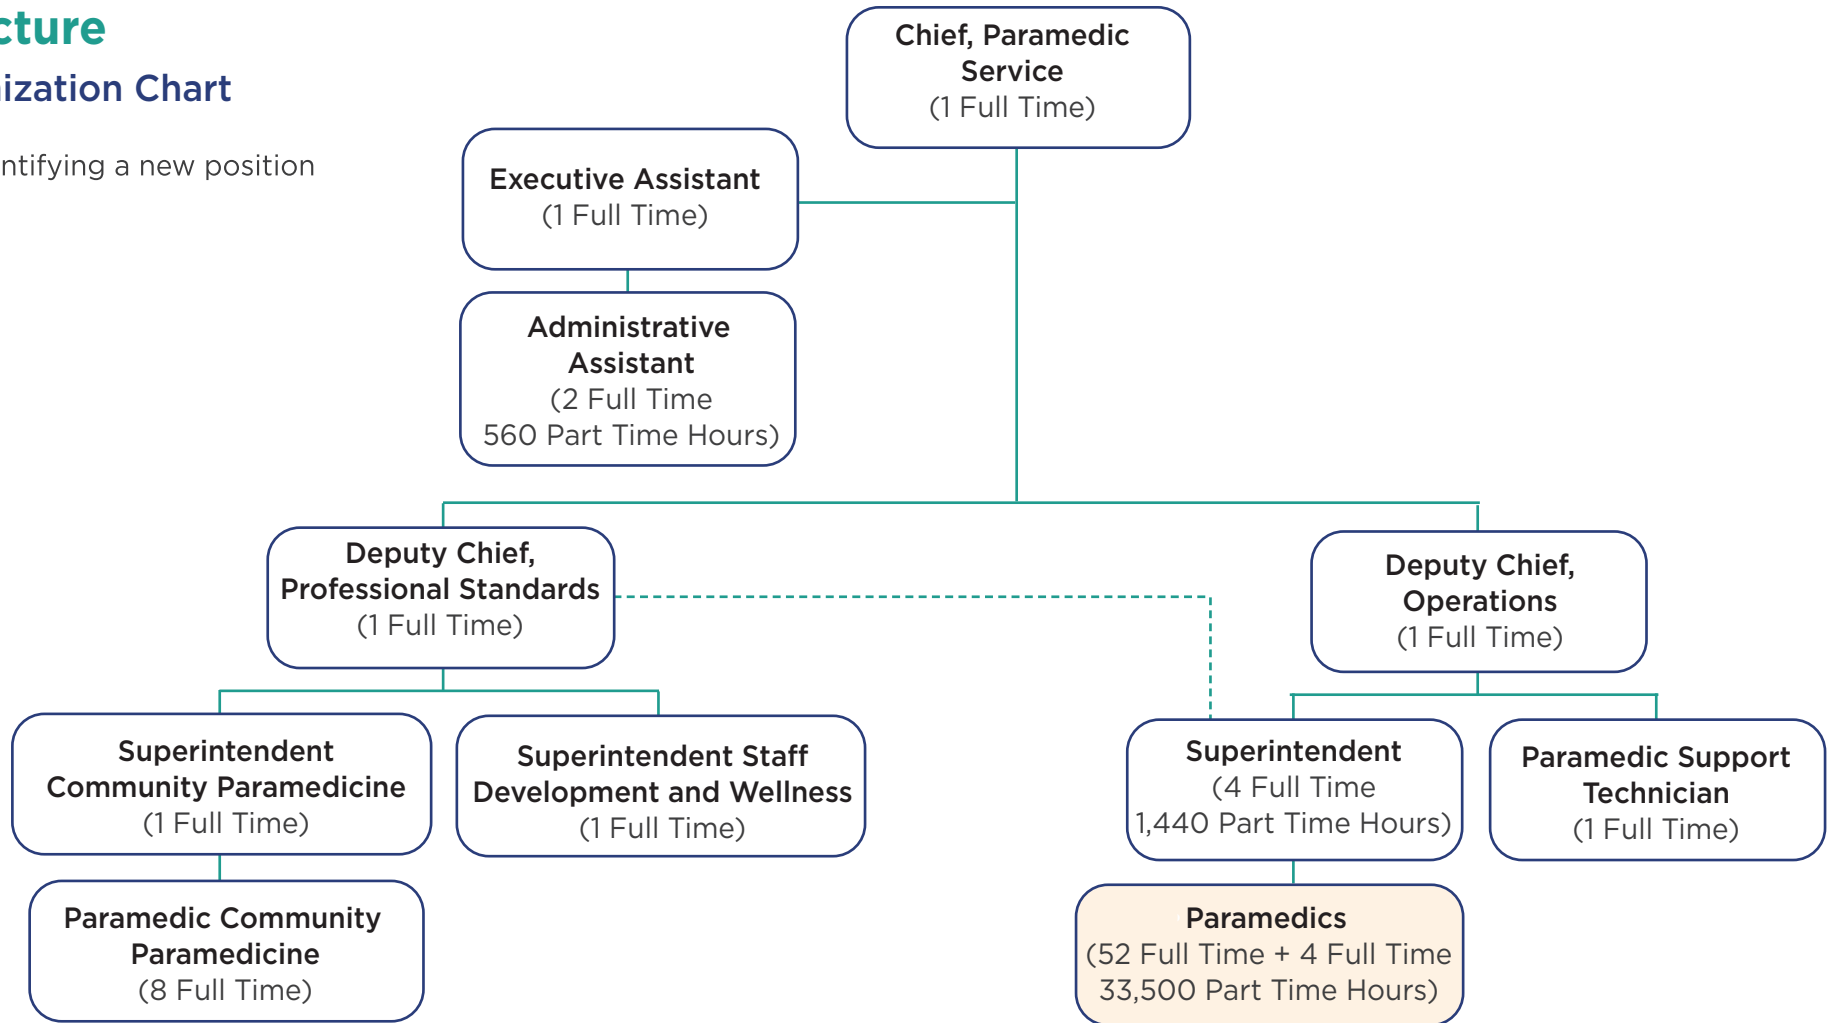 cture
ization Chart
ntifying a new position
Chief, Paramedic
Service
(1 Full Time)
Executive Assistant
(1 Full Time)
Administrative
Assistant
(2 Full Time
560 Part Time Hours)
Deputy Chief,
Professional Standards
(1 Full Time)
Deputy Chief,
Operations
(1 Full Time)
Superintendent
Community Paramedicine
(1 Full Time)
Superintendent Staff
Development and Wellness
(1 Full Time)
Superintendent
(4 Full Time
1,440 Part Time Hours)
Paramedic Support
Technician
(1 Full Time)
Paramedic Community
Paramedicine
(8 Full Time)
Paramedics
(52 Full Time + 4 Full Time
33,500 Part Time Hours)